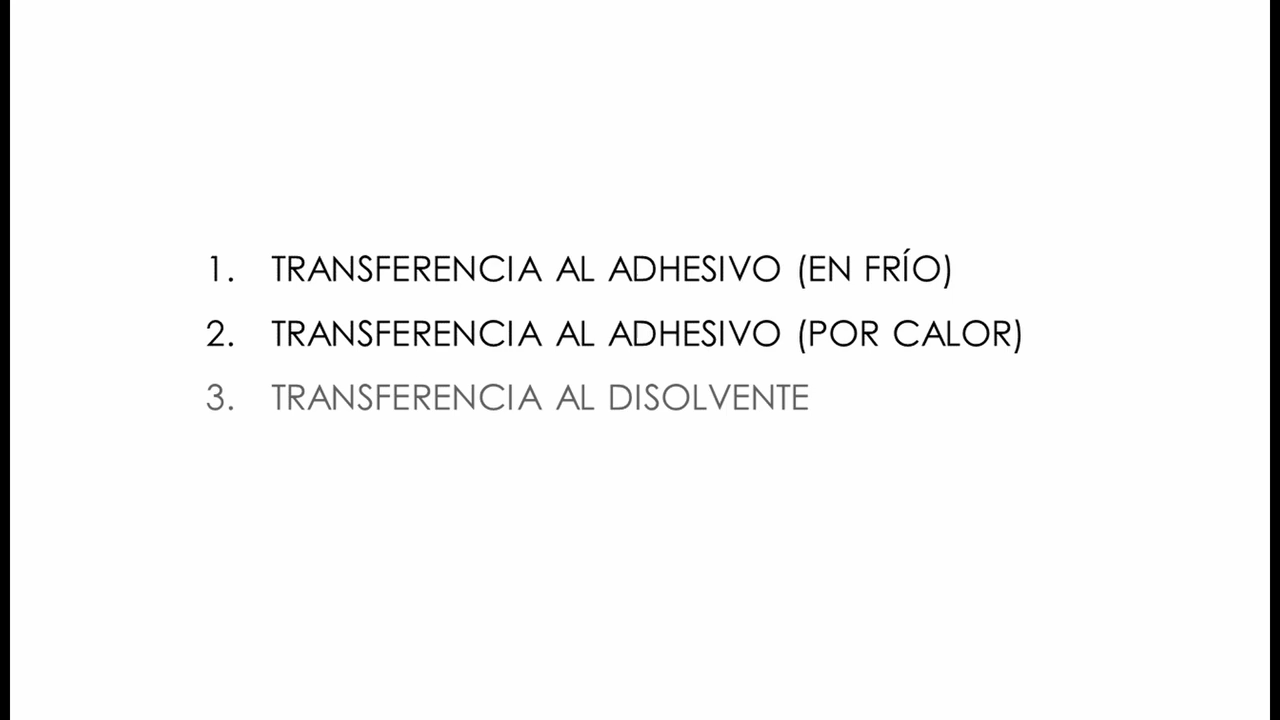 1. TRANSFERENCIA AL ADHESIVO (EN FRÍO)
2. TRANSFERENCIA AL ADHESIVO (POR CALOR)
3. TRANSFERENCIA AL DISOLVENTE